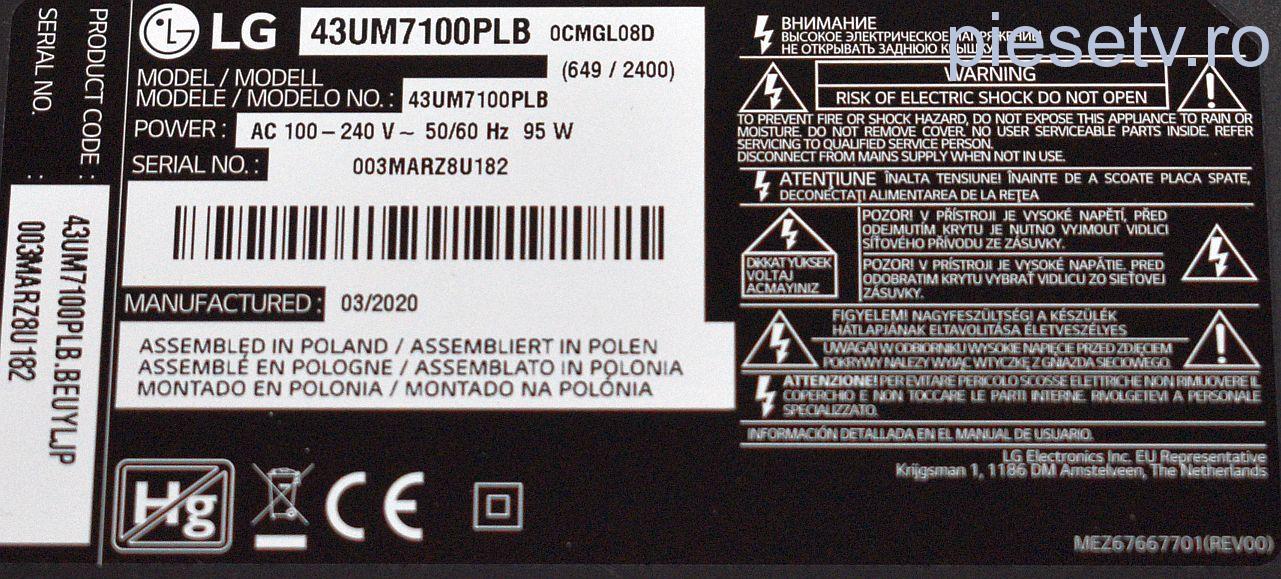 PRODUCT CODE : 43UM7100PLB.BEUYLJP
SERIAL NO. : 003MARZ8U182
LG 43UM7100PLB 0CMGL08D
(649 / 2400)
MODEL / MODELL
MODÈLE / MODELO NO. : 43UM7100PLB
POWER : AC 100-240 V~ 50/60 Hz 95 W
SERIAL NO. : 003MARZ8U182
MANUFACTURED : 03/2020
ASSEMBLED IN POLAND / ASSEMBLIERT IN POLEN
ASSEMBLÉ EN POLOGNE / ASSEMBLATO IN POLONIA
MONTADO EN POLONIA / MONTADO NA POLÓNIA
Hg
CE
piesetv.ro
ВНИМАНИЕ
ВЫСОКОЕ ЭЛЕКТРИЧЕСКОЕ НАПРЯЖЕНИЕ!
НЕ ОТКРЫВАТЬ ЗАДНЮЮ КРЫШКУ
WARNING
RISK OF ELECTRIC SHOCK DO NOT OPEN
TO PREVENT FIRE OR SHOCK HAZARD, DO NOT EXPOSE THIS APPLIANCE TO RAIN OR
MOISTURE. DO NOT REMOVE COVER. NO USER SERVICEABLE PARTS INSIDE. REFER
SERVICING TO QUALIFIED SERVICE PERSON.
DISCONNECT FROM MAINS SUPPLY WHEN NOT IN USE.
ATENŢIUNE ÎNALTA TENSIUNE! ÎNAINTE DE A SCOATE PLACA SPATE,
DECONECTAŢI ALIMENTAREA DE LA REŢEA
DIKKAT YÜKSEK
VOLTAJ
AÇMAYINIZ
POZOR! V PŘÍSTROJI JE VYSOKÉ NAPĚTÍ, PŘED
ODEJMUTÍM KRYTU JE NUTNO VYJMOUT VIDLICI
SÍŤOVÉHO PŘÍVODU ZE ZÁSUVKY.
POZOR! V PRÍSTROJI JE VYSOKÉ NAPÄTIE. PRED
ODOBRATIM KRYTU VYBRAŤ VIDLICU ZO SIEŤOVEJ
ZÁSUVKY.
FIGYELEM! NAGYFESZÜLTSÉG! A KÉSZÜLÉK
HÁTLAPJÁNAK ELTÁVOLÍTÁSA ÉLETVESZÉLYES
UWAGA! W ODBIORNIKU WYSOKIE NAPIĘCIE PRZED ZDJĘCIEM
POKRYWY NALEŻY WYJĄĆ WTYCZKĘ Z GNIAZDA SIECIOWEGO.
ATTENZIONE! PER EVITARE PERICOLO SCOSSE ELETTRICHE NON RIMUOVERE IL
COPERCHIO E NON TOCCARE LE PARTI INTERNE. RIVOLGETEVI A PERSONALE
SPECIALIZZATO.
INFORMACIÓN DETALLADA EN EL MANUAL DE USUARIO.
LG Electronics Inc. EU Representative
Krijgsman 1, 1186 DM Amstelveen, The Netherlands
MEZ67667701(REV00)